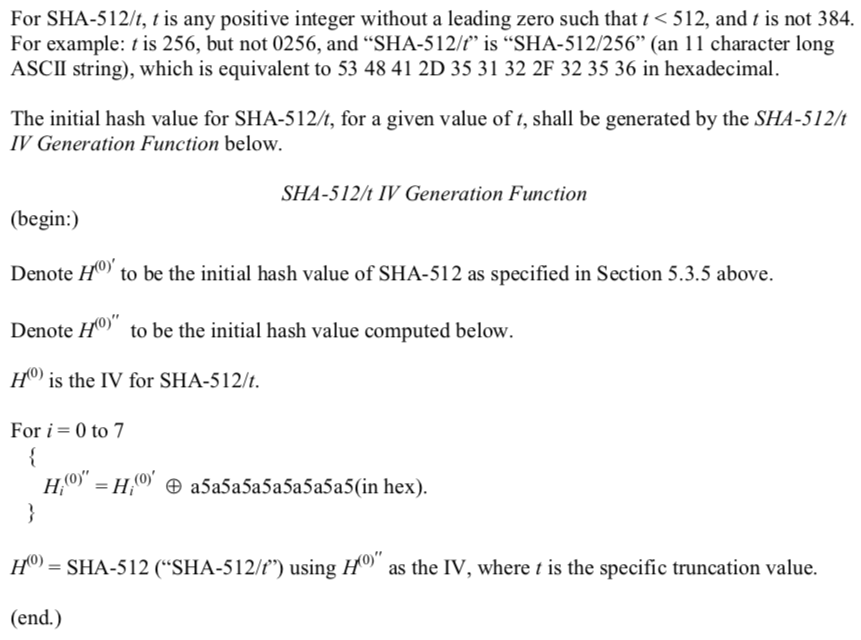 For SHA-512/t, t is any positive integer without a leading zero such that t < 512, and t is not 384.
For example: t is 256, but not 0256, and “SHA-512/t” is “SHA-512/256” (an 11 character long
ASCII string), which is equivalent to 53 48 41 2D 35 31 32 2F 32 35 36 in hexadecimal.
The initial hash value for SHA-512/t, for a given value of t, shall be generated by the SHA-512/t
IV Generation Function below.
SHA-512/t IV Generation Function
(begin:)
Denote H⁽⁰⁾′ to be the initial hash value of SHA-512 as specified in Section 5.3.5 above.
Denote H⁽⁰⁾″ to be the initial hash value computed below.
H⁽⁰⁾ is the IV for SHA-512/t.
For i = 0 to 7
{
Hᵢ⁽⁰⁾″ = Hᵢ⁽⁰⁾′ ⊕ a5a5a5a5a5a5a5a5(in hex).
}
H⁽⁰⁾ = SHA-512 (“SHA-512/t”) using H⁽⁰⁾″ as the IV, where t is the specific truncation value.
(end.)